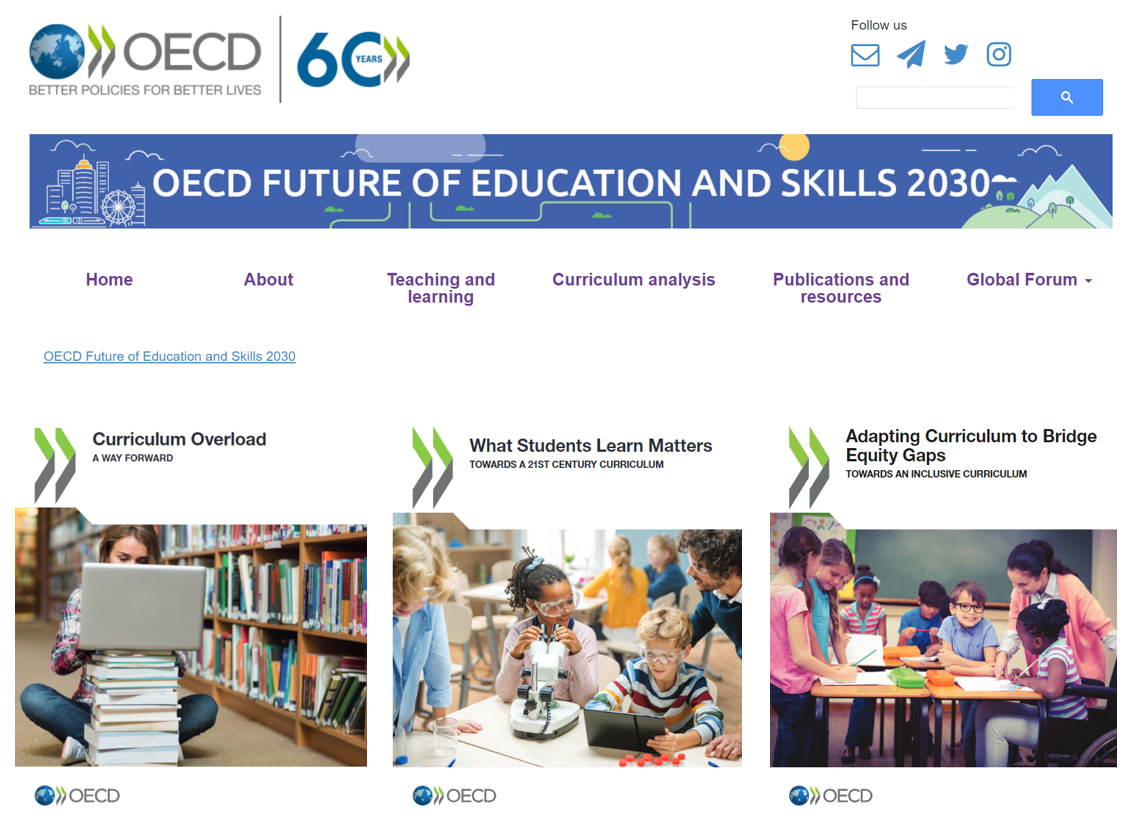 OECD
BETTER POLICIES FOR BETTER LIVES
60
YEARS
Follow us
OECD FUTURE OF EDUCATION AND SKILLS 2030
Home
About
Teaching and
learning
Curriculum analysis
Publications and
resources
Global Forum
OECD Future of Education and Skills 2030
Curriculum Overload
A WAY FORWARD
What Students Learn Matters
TOWARDS A 21ST CENTURY CURRICULUM
Adapting Curriculum to Bridge
Equity Gaps
TOWARDS AN INCLUSIVE CURRICULUM
OECD
OECD
OECD